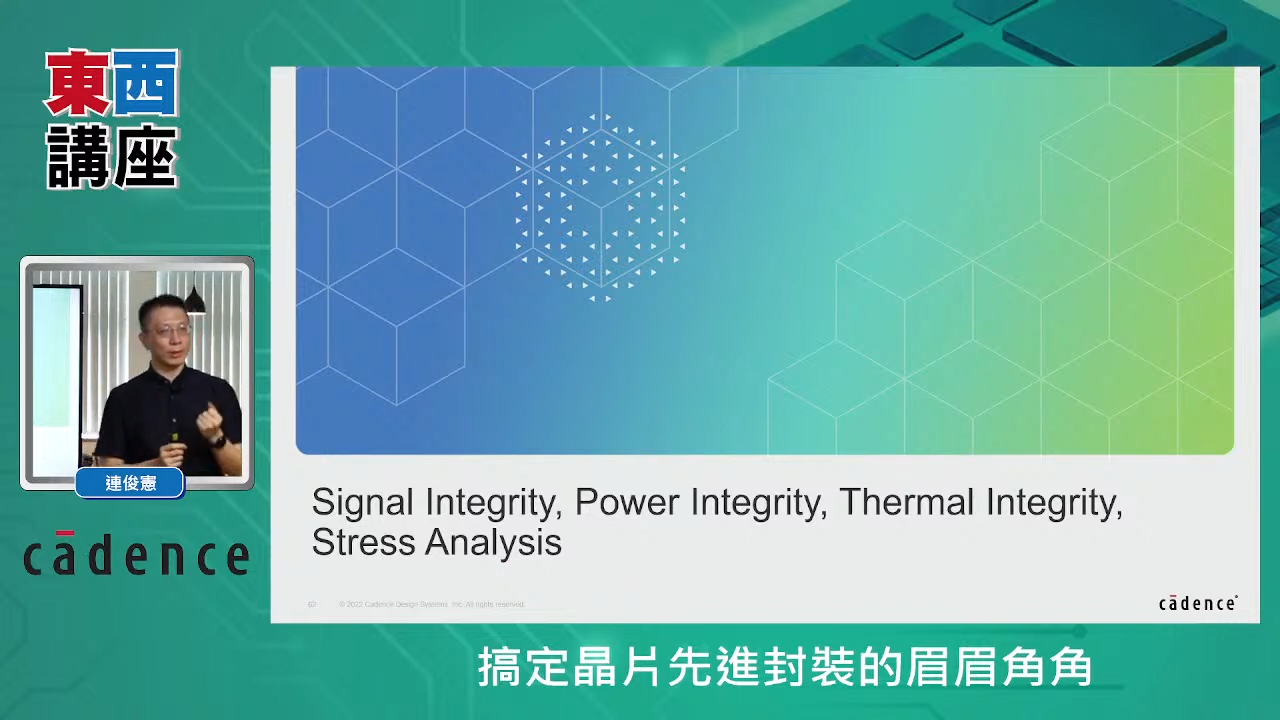 東西
講座
連俊憲
cādence
Signal Integrity, Power Integrity, Thermal Integrity,
Stress Analysis
© 2022 Cadence Design Systems, Inc. All rights reserved.
cādence
搞定晶片先進封裝的眉眉角角